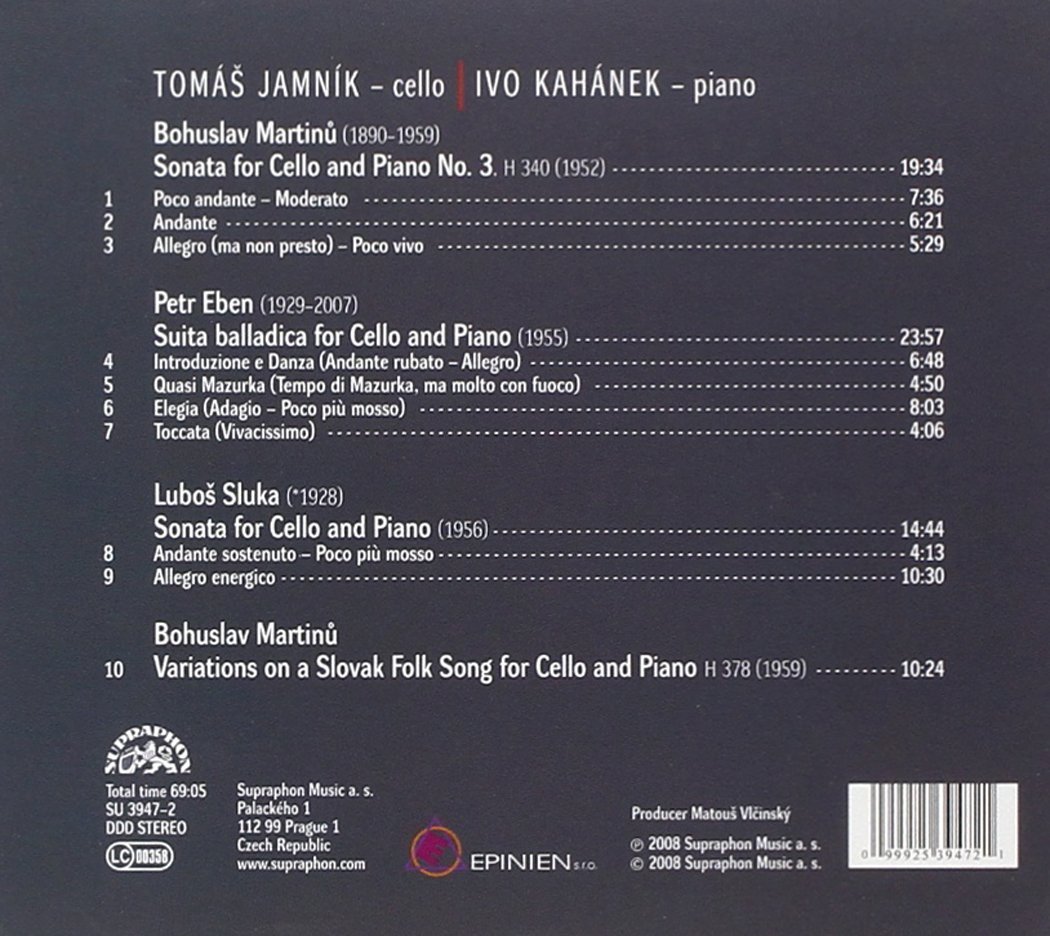 TOMÁŠ JAMNÍK – cello | IVO KAHÁNEK – piano
Bohuslav Martinů (1890–1959)
Sonata for Cello and Piano No. 3. H 340 (1952) 19:34
1 Poco andante – Moderato 7:36
2 Andante 6:21
3 Allegro (ma non presto) – Poco vivo 5:29
Petr Eben (1929–2007)
Suita balladica for Cello and Piano (1955) 23:57
4 Introduzione e Danza (Andante rubato – Allegro) 6:48
5 Quasi Mazurka (Tempo di Mazurka, ma molto con fuoco) 4:50
6 Elegia (Adagio – Poco più mosso) 8:03
7 Toccata (Vivacissimo) 4:06
Luboš Sluka (*1928)
Sonata for Cello and Piano (1956) 14:44
8 Andante sostenuto – Poco più mosso 4:13
9 Allegro energico 10:30
Bohuslav Martinů
10 Variations on a Slovak Folk Song for Cello and Piano H 378 (1959) 10:24
SUPRAPHON
Total time 69:05
SU 3947–2
DDD STEREO
LC 00358
Supraphon Music a. s.
Palackého 1
112 99 Prague 1
Czech Republic
www.supraphon.com
EPINIEN s.r.o.
Producer Matouš Vlčinský
℗ 2008 Supraphon Music a. s.
© 2008 Supraphon Music a. s.
0 99925 39472 1